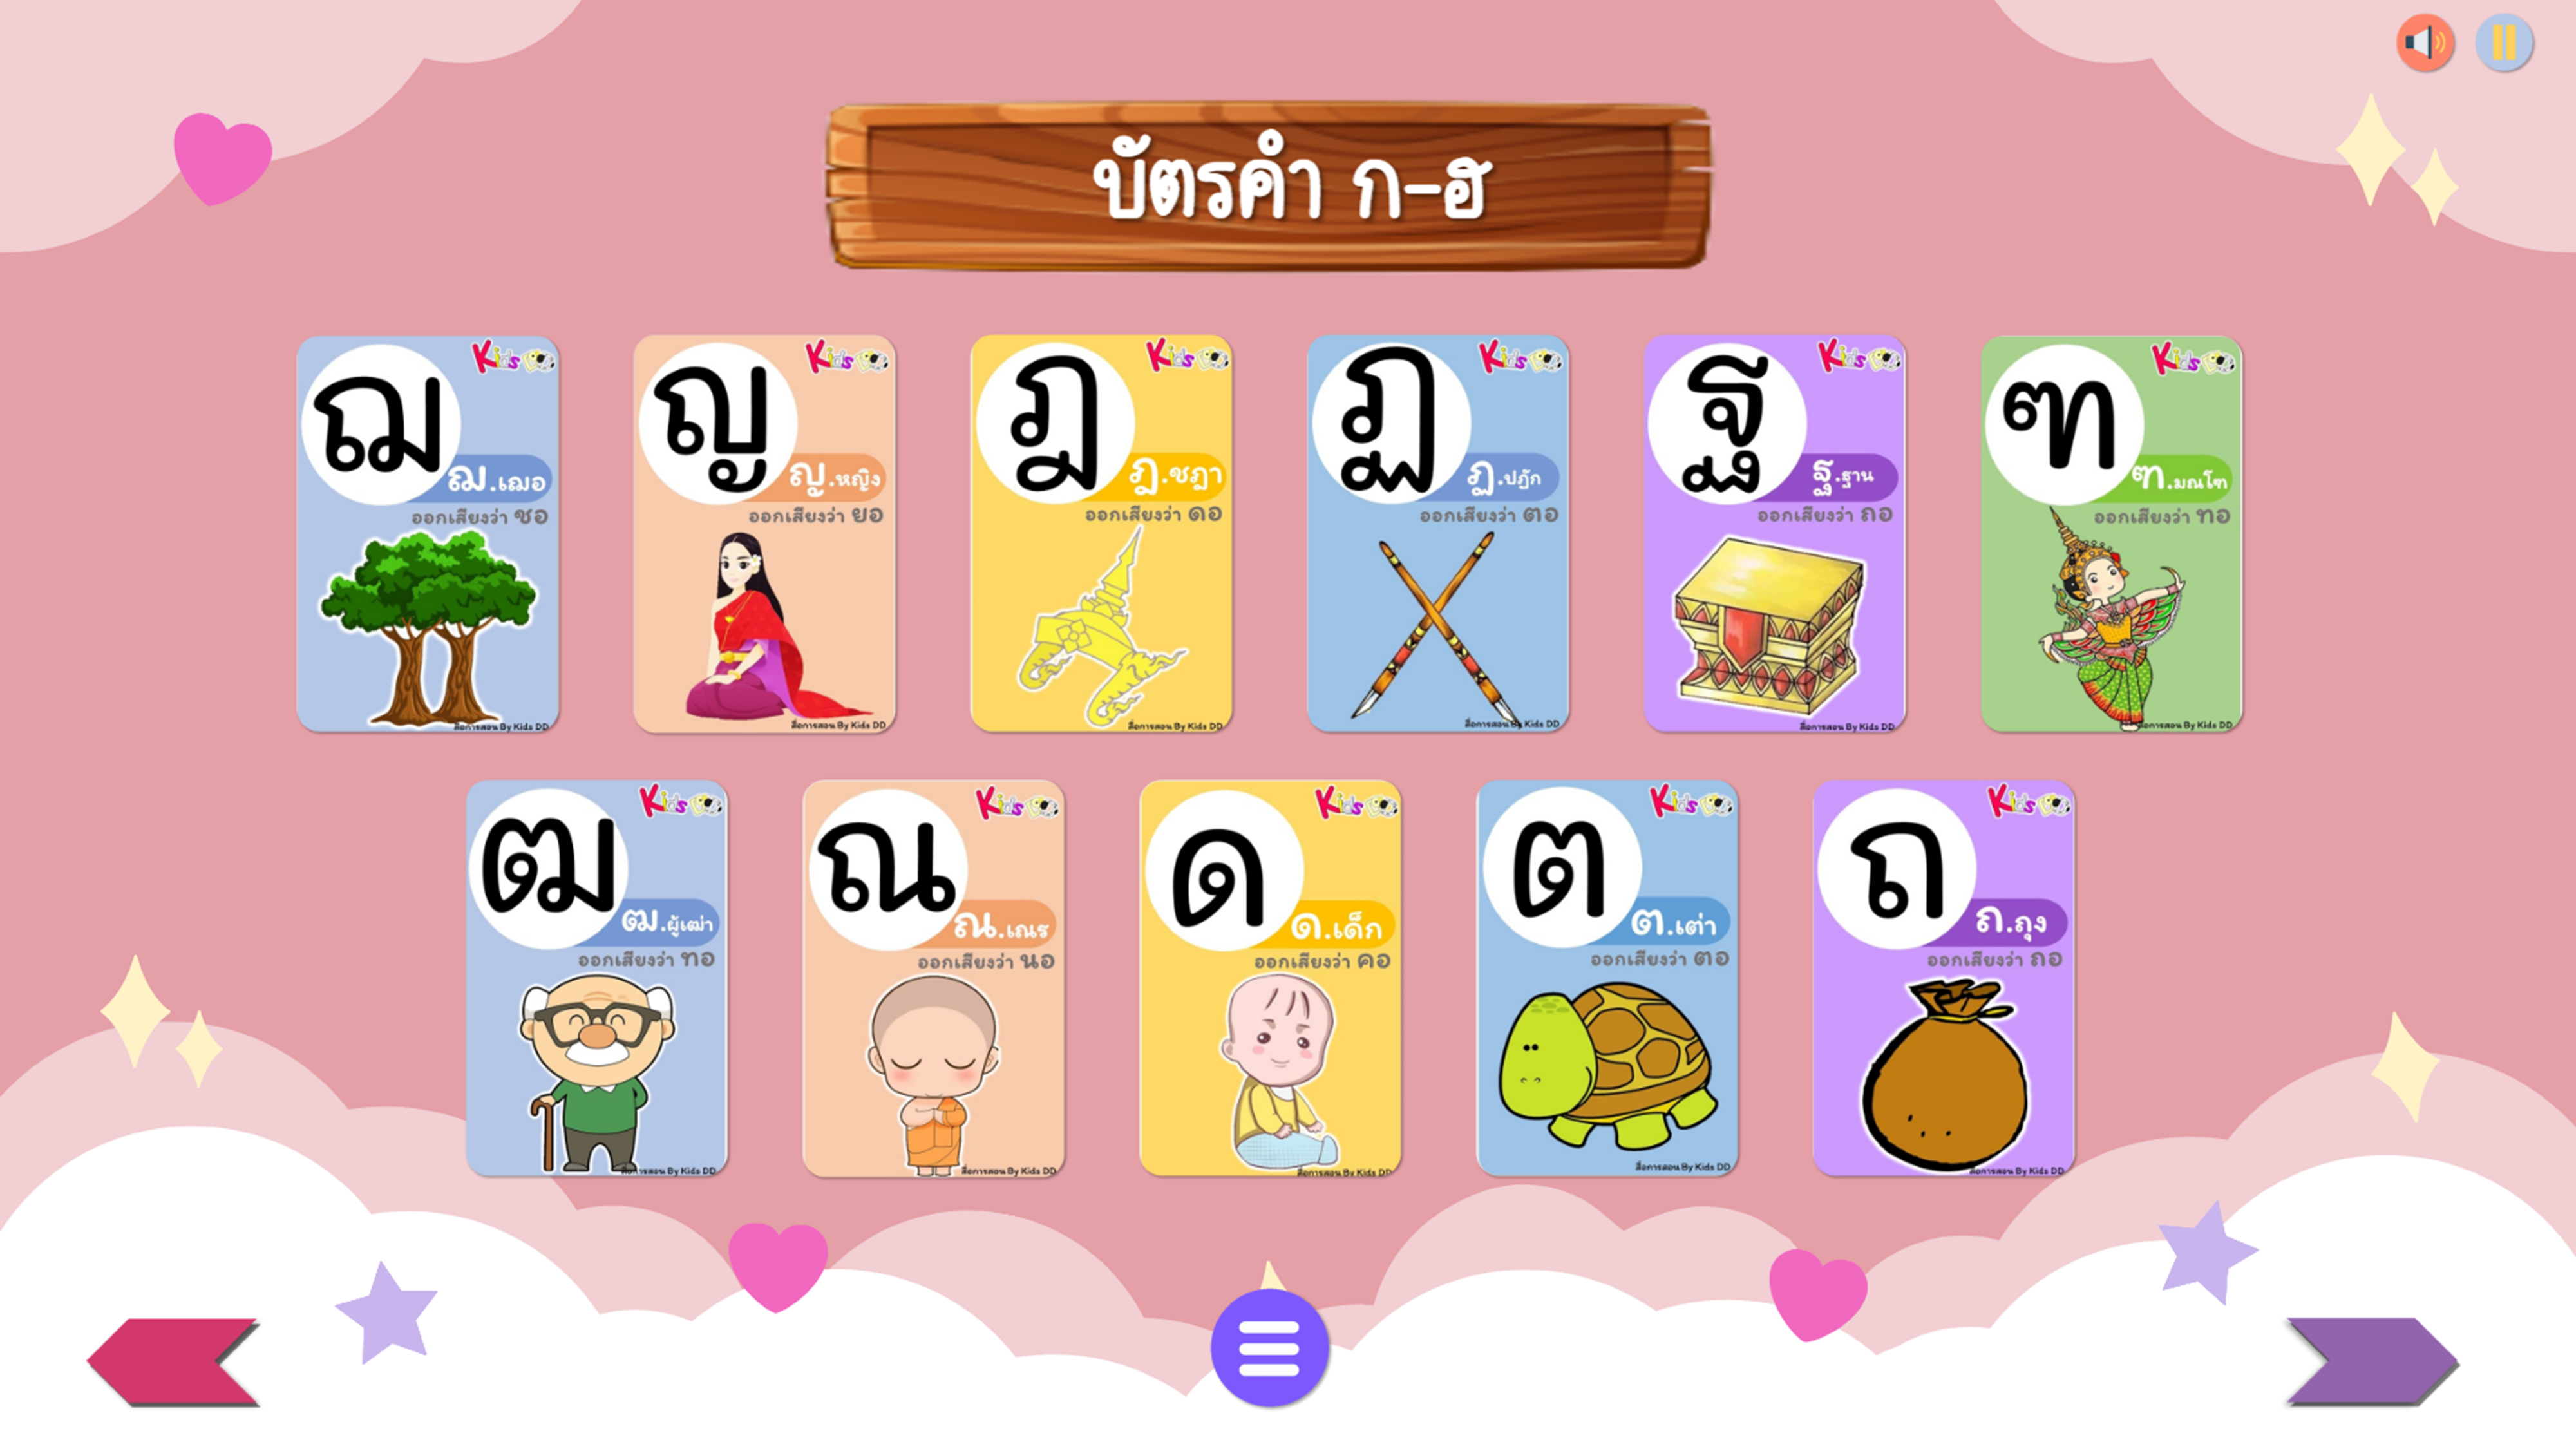 บัตรคำ ก-ฮ
Kids DD
ฌ
ฌ.เฌอ
ออกเสียงว่า ชอ
สื่อการสอน By Kids DD
Kids DD
ญ
ญ.หญิง
ออกเสียงว่า ยอ
สื่อการสอน By Kids DD
Kids DD
ฎ
ฎ.ชฎา
ออกเสียงว่า ดอ
สื่อการสอน By Kids DD
Kids DD
ฏ
ฏ.ปฏัก
ออกเสียงว่า ตอ
สื่อการสอน By Kids DD
Kids DD
ฐ
ฐ.ฐาน
ออกเสียงว่า ถอ
สื่อการสอน By Kids DD
Kids DD
ฑ
ฑ.มณโฑ
ออกเสียงว่า ทอ
สื่อการสอน By Kids DD
Kids DD
ฒ
ฒ.ผู้เฒ่า
ออกเสียงว่า ทอ
สื่อการสอน By Kids DD
Kids DD
ณ
ณ.เณร
ออกเสียงว่า นอ
สื่อการสอน By Kids DD
Kids DD
ด
ด.เด็ก
ออกเสียงว่า คอ
สื่อการสอน By Kids DD
Kids DD
ต
ต.เต่า
ออกเสียงว่า ตอ
สื่อการสอน By Kids DD
Kids DD
ถ
ถ.ถุง
ออกเสียงว่า ถอ
สื่อการสอน By Kids DD